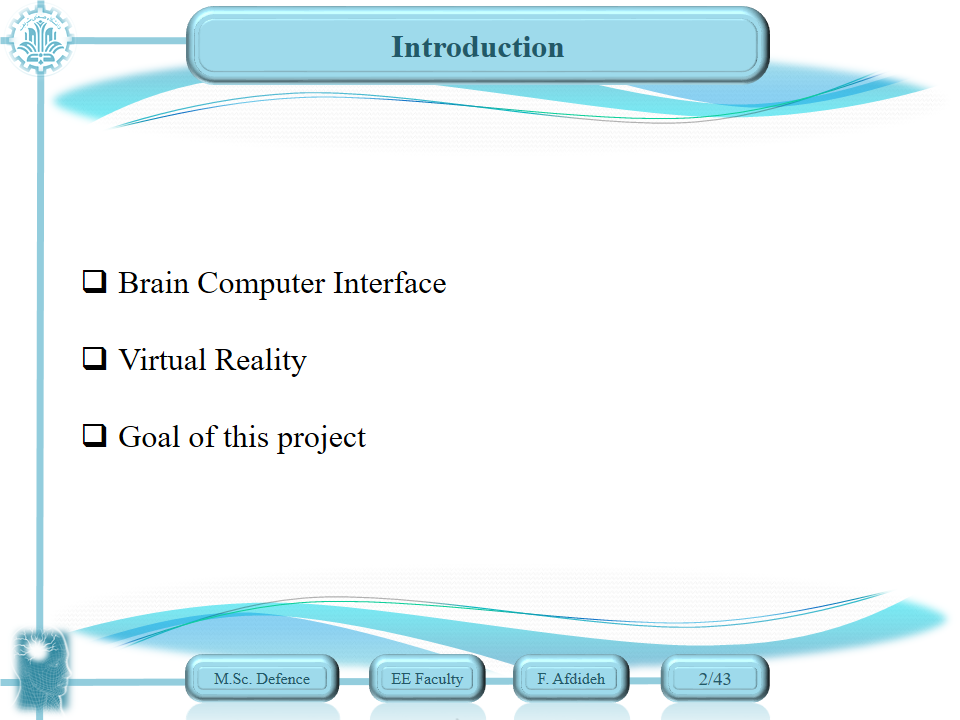 Introduction
❑ Brain Computer Interface
❑ Virtual Reality
❑ Goal of this project
M.Sc. Defence
EE Faculty
F. Afdideh
2/43